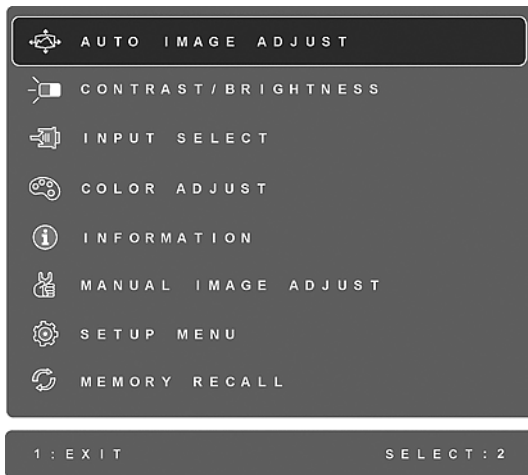 AUTO IMAGE ADJUST
CONTRAST/BRIGHTNESS
INPUT SELECT
COLOR ADJUST
INFORMATION
MANUAL IMAGE ADJUST
SETUP MENU
MEMORY RECALL
1:EXIT SELECT:2